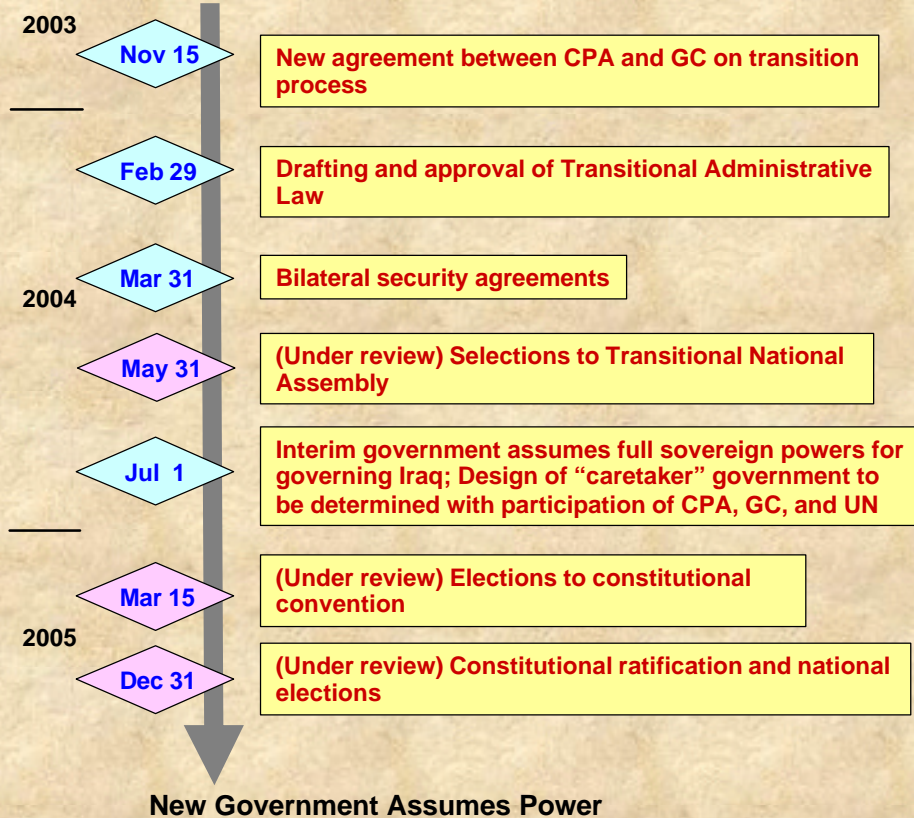 2003
Nov 15
New agreement between CPA and GC on transition
process
Feb 29
Drafting and approval of Transitional Administrative
Law
2004
Mar 31
Bilateral security agreements
May 31
(Under review) Selections to Transitional National
Assembly
Jul 1
Interim government assumes full sovereign powers for
governing Iraq; Design of “caretaker” government to
be determined with participation of CPA, GC, and UN
2005
Mar 15
(Under review) Elections to constitutional
convention
Dec 31
(Under review) Constitutional ratification and national
elections
New Government Assumes Power